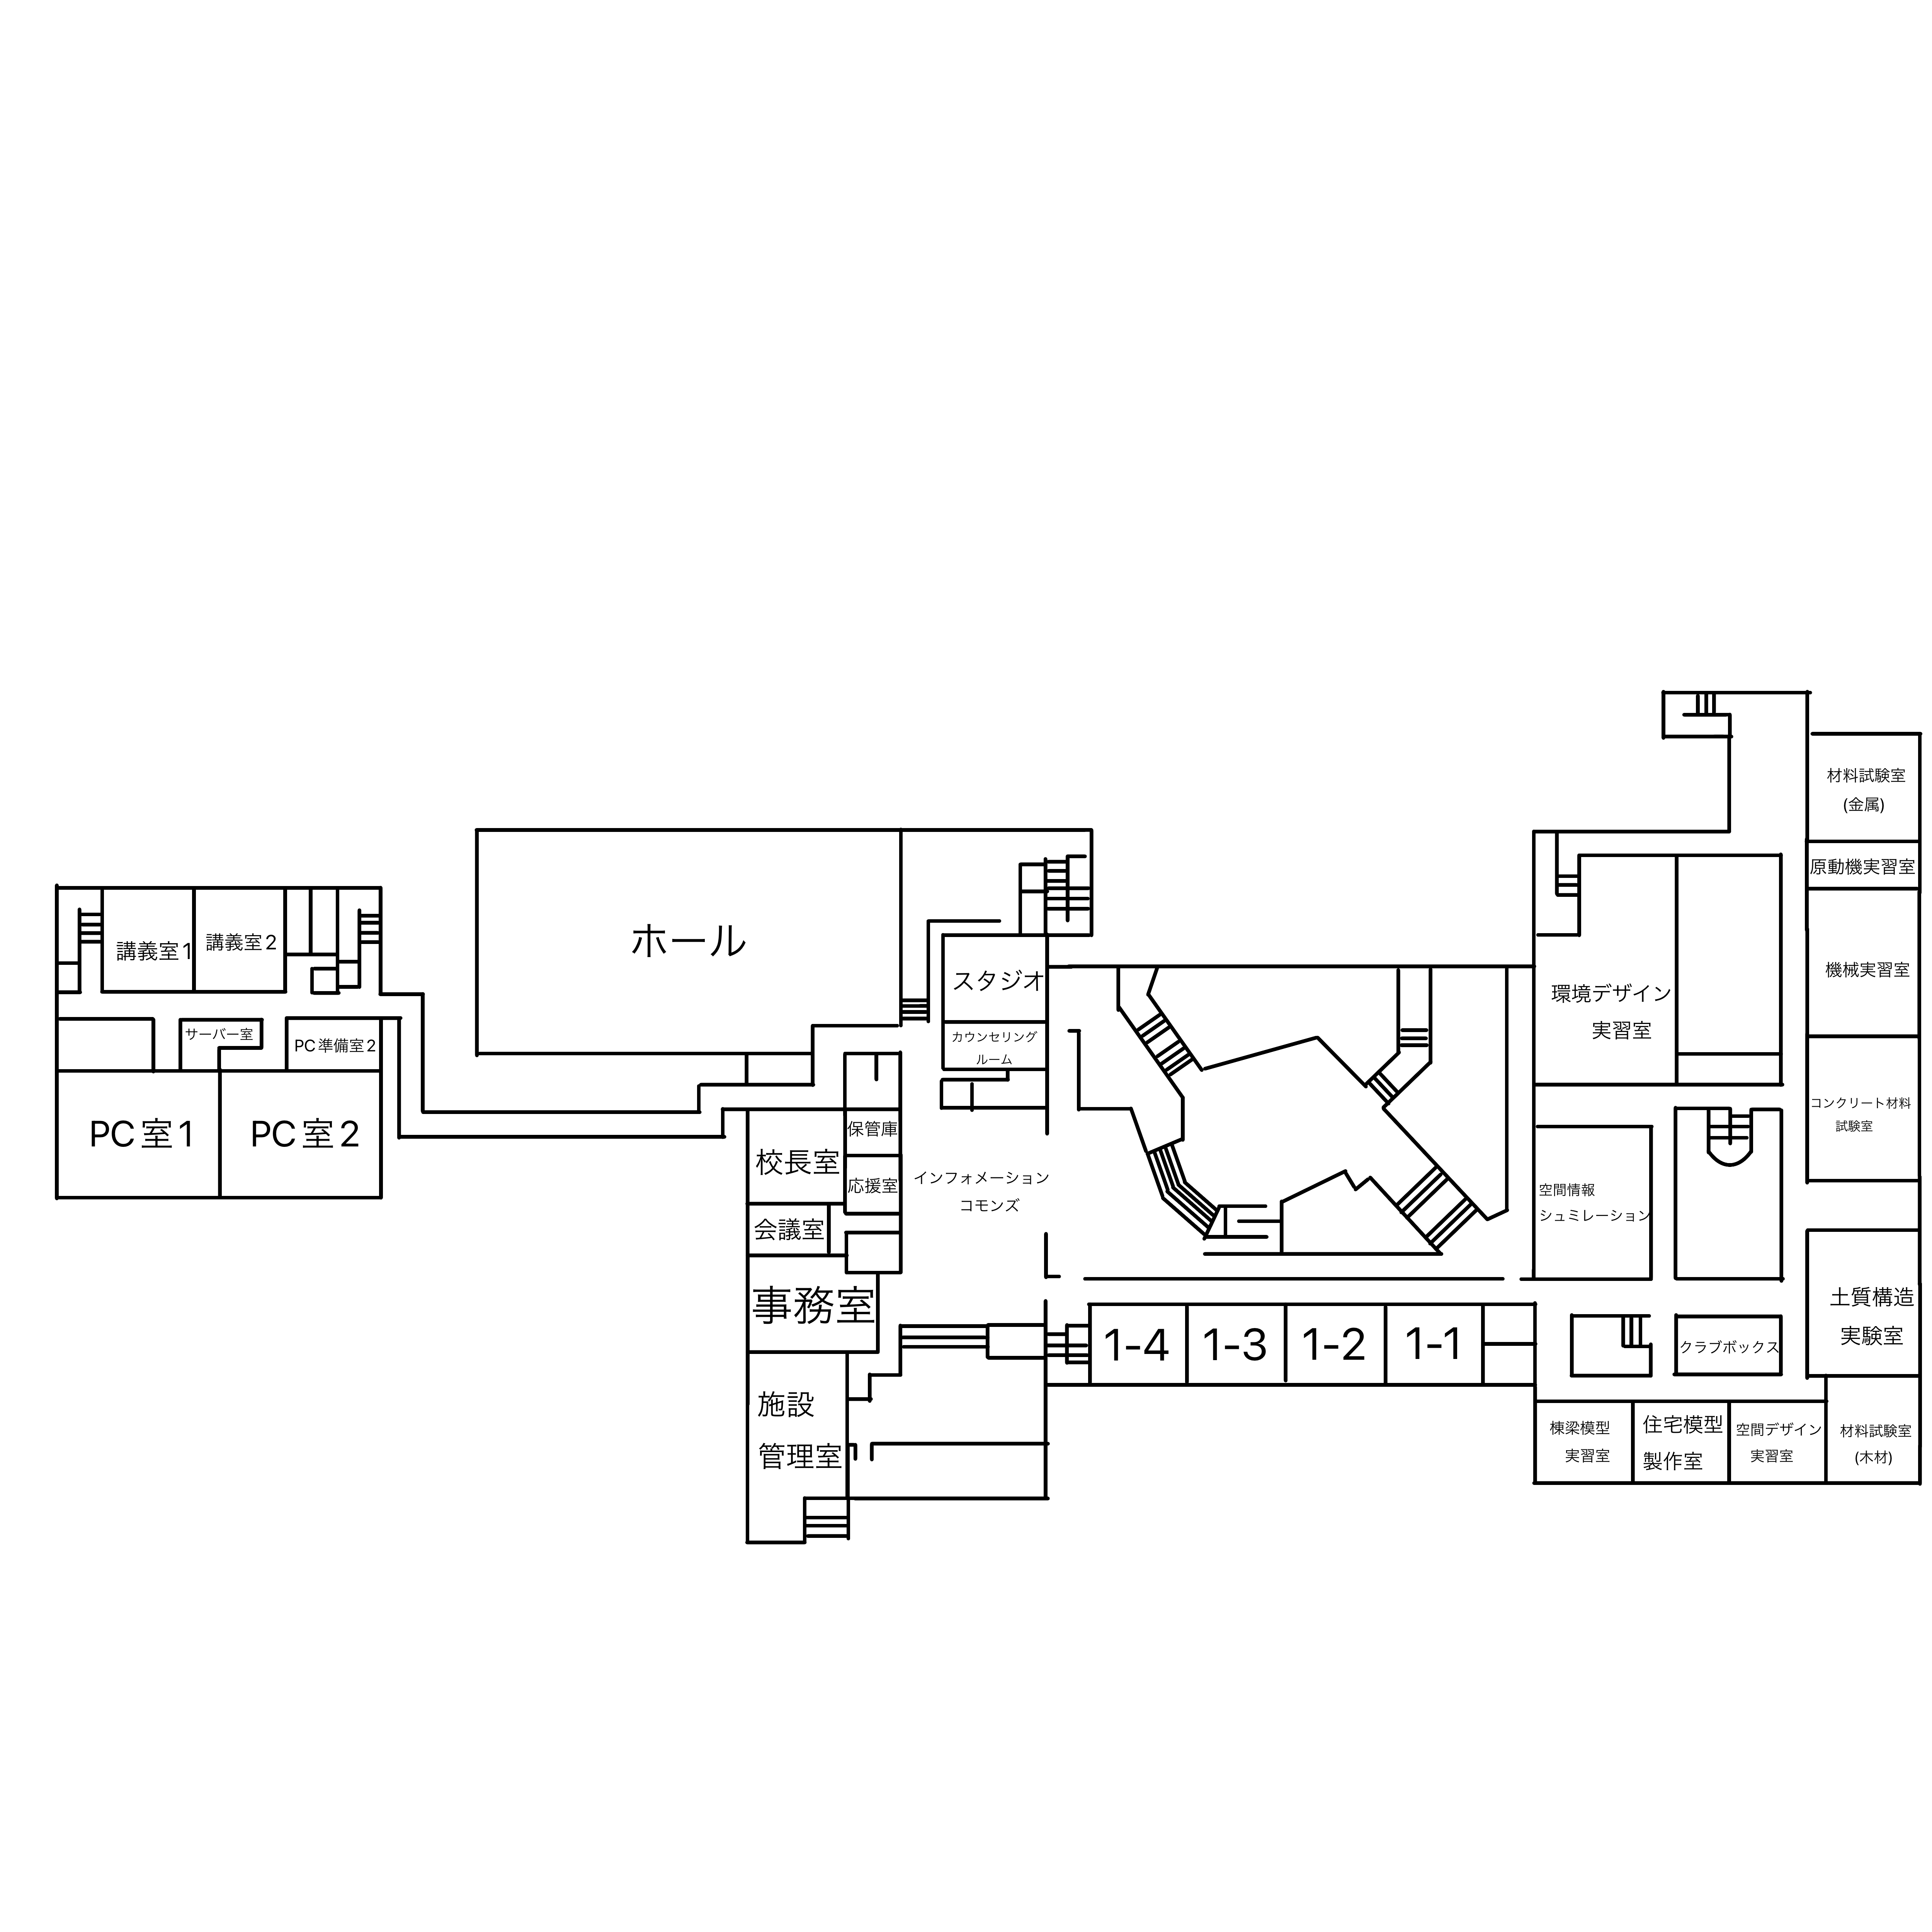 講義室1
講義室2
サーバー室
PC準備室2
PC室1
PC室2
ホール
スタジオ
カウンセリング
ルーム
校長室
保管庫
応援室
会議室
事務室
施設
管理室
インフォメーション
コモンズ
1-4
1-3
1-2
1-1
環境デザイン
実習室
空間情報
シュミレーション
クラブボックス
棟梁模型
実習室
住宅模型
製作室
空間デザイン
実習室
材料試験室
(木材)
材料試験室
(金属)
原動機実習室
機械実習室
コンクリート材料
試験室
土質構造
実験室